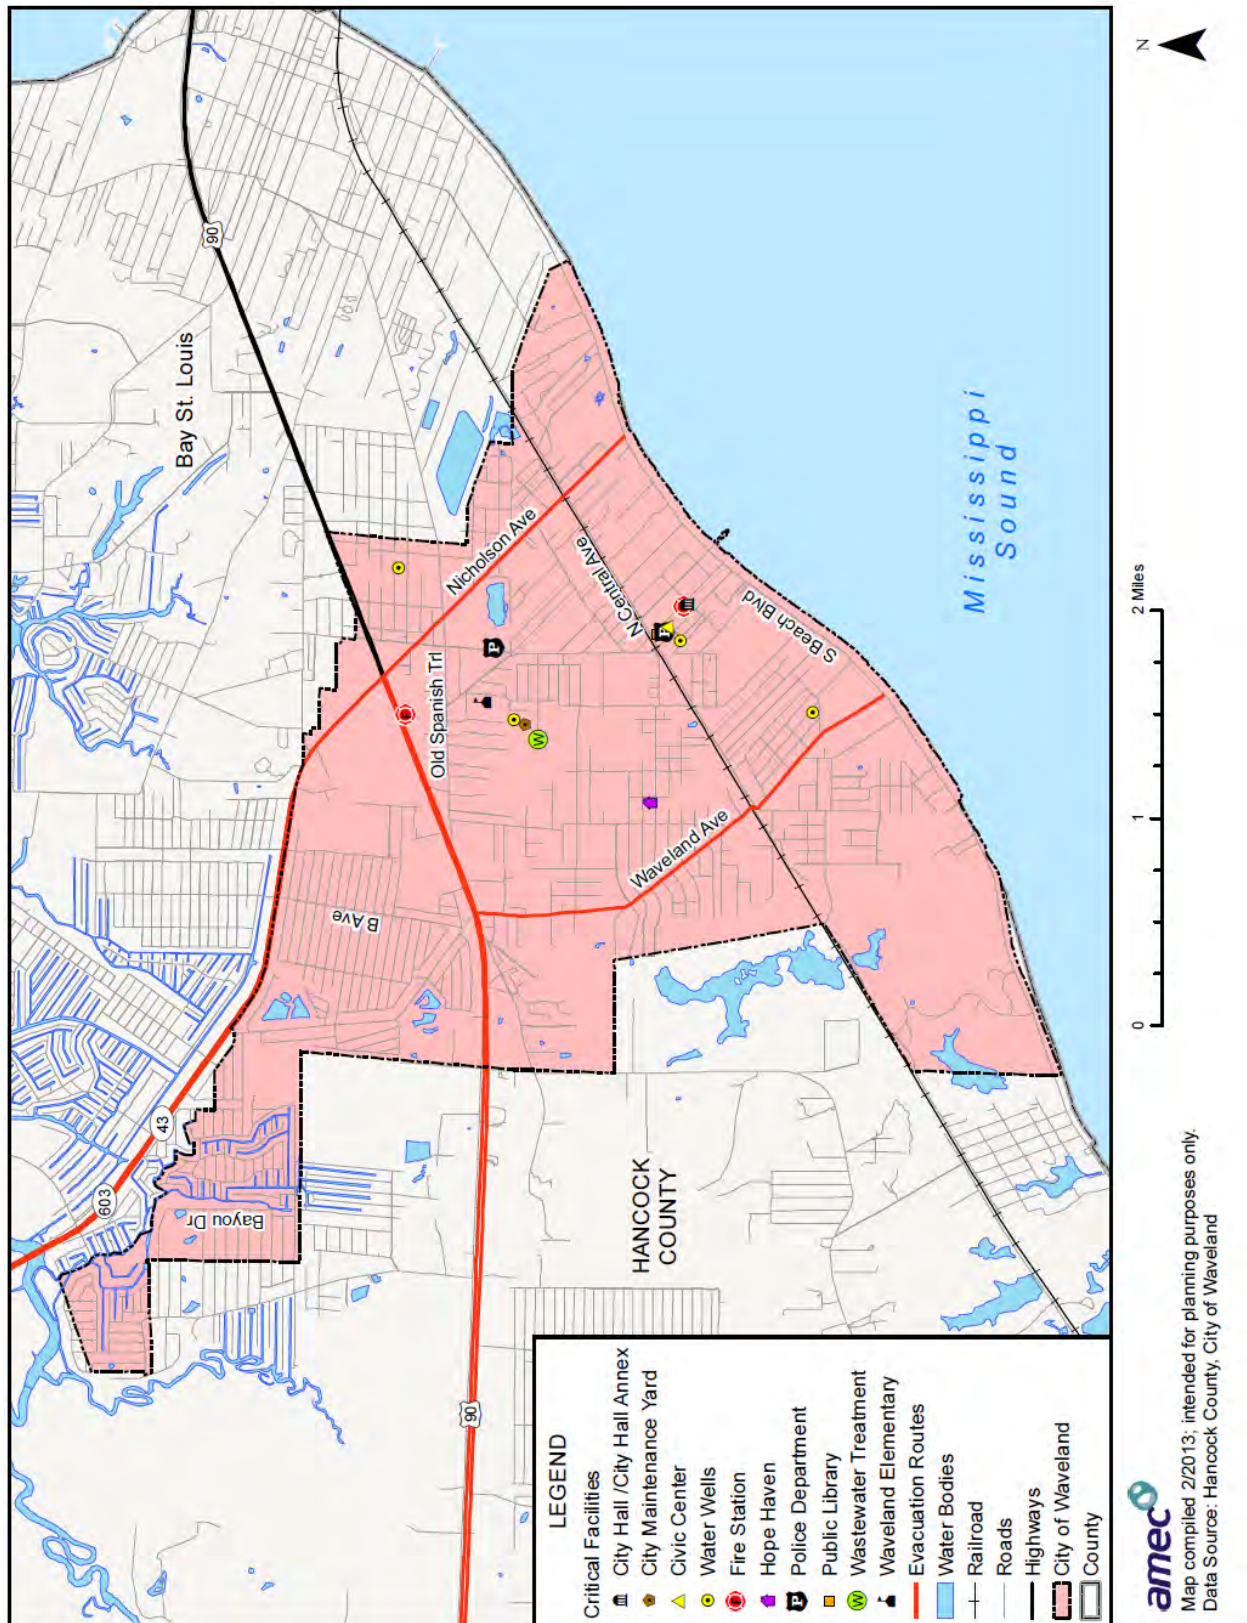 N
90
Bay St. Louis
Nicholson Ave
N Central Ave
Old Spanish Trl
S Beach Blvd
Mississippi
Sound
Waveland Ave
B Ave
43
603
Bayou Dr
HANCOCK
COUNTY
90
P
P
F
W
LEGEND
Critical Facilities
City Hall /City Hall Annex
City Maintenance Yard
Civic Center
Water Wells
F Fire Station
Hope Haven
P Police Department
Public Library
W Wastewater Treatment
Waveland Elementary
Evacuation Routes
Water Bodies
Railroad
Roads
Highways
City of Waveland
County
0 1 2 Miles
amec
Map compiled 2/2013; intended for planning purposes only.
Data Source: Hancock County, City of Waveland